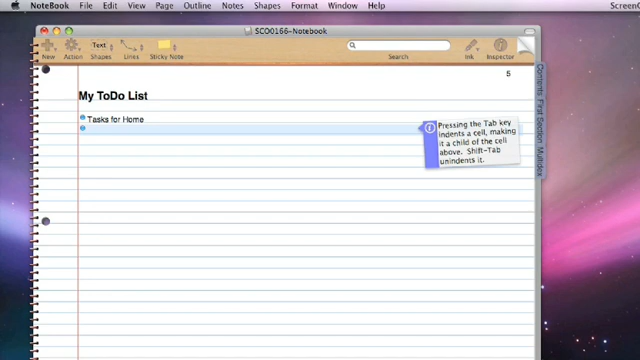 NoteBook File Edit View Page Outline Notes Shapes Format Window Help ScreenC
SCO0166-Notebook
Text
New Action Shapes Lines Sticky Note Search Ink Inspector
5
My ToDo List
Tasks for Home
Pressing the Tab key
indents a cell, making
it a child of the cell
above. Shift-Tab
unindents it.
Contents
First Section
Multidex